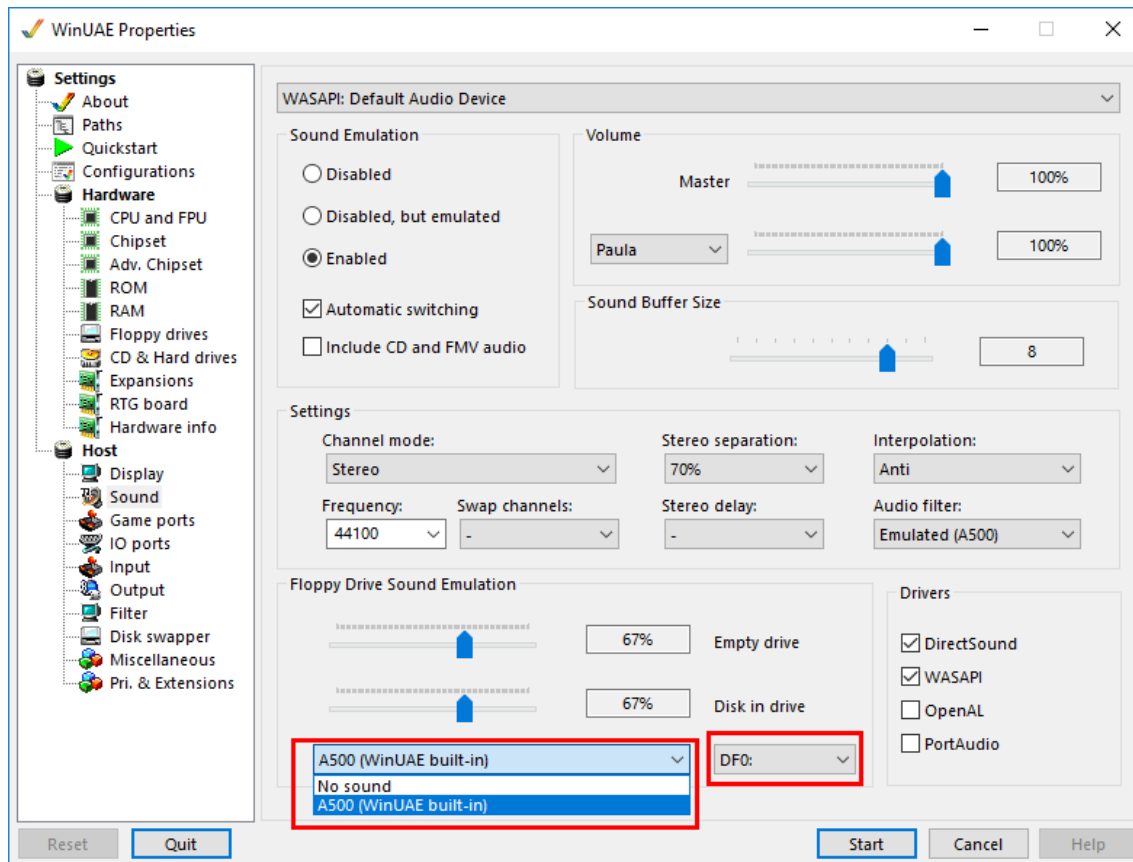 WinUAE Properties
Settings
About
Paths
Quickstart
Configurations
Hardware
CPU and FPU
Chipset
Adv. Chipset
ROM
RAM
Floppy drives
CD & Hard drives
Expansions
RTG board
Hardware info
Host
Display
Sound
Game ports
IO ports
Input
Output
Filter
Disk swapper
Miscellaneous
Pri. & Extensions
WASAPI: Default Audio Device
Sound Emulation
Disabled
Disabled, but emulated
Enabled
Automatic switching
Include CD and FMV audio
Volume
Master 100%
Paula 100%
Sound Buffer Size
8
Settings
Channel mode: Stereo separation: Interpolation:
Stereo 70% Anti
Frequency: Swap channels: Stereo delay: Audio filter:
44100 - - Emulated (A500)
Floppy Drive Sound Emulation
67% Empty drive
67% Disk in drive
A500 (WinUAE built-in) DF0:
No sound
A500 (WinUAE built-in)
Drivers
DirectSound
WASAPI
OpenAL
PortAudio
Reset Quit Start Cancel Help